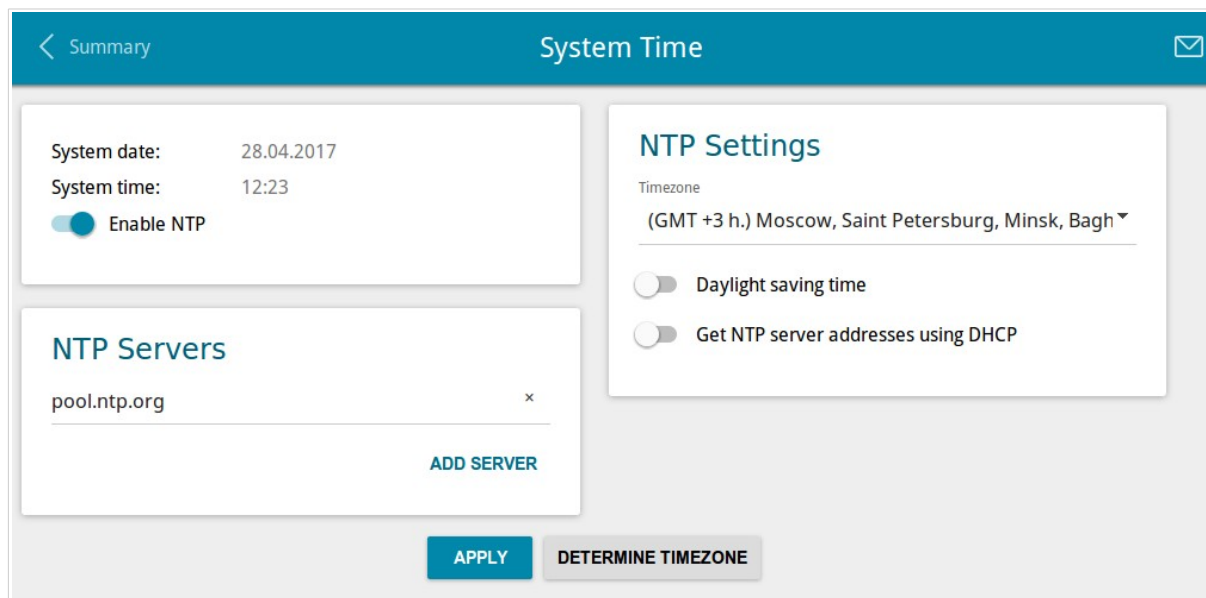 Summary
System Time
System date: 28.04.2017
System time: 12:23
Enable NTP
NTP Servers
pool.ntp.org ×
ADD SERVER
NTP Settings
Timezone
(GMT +3 h.) Moscow, Saint Petersburg, Minsk, Bagh
Daylight saving time
Get NTP server addresses using DHCP
APPLY
DETERMINE TIMEZONE